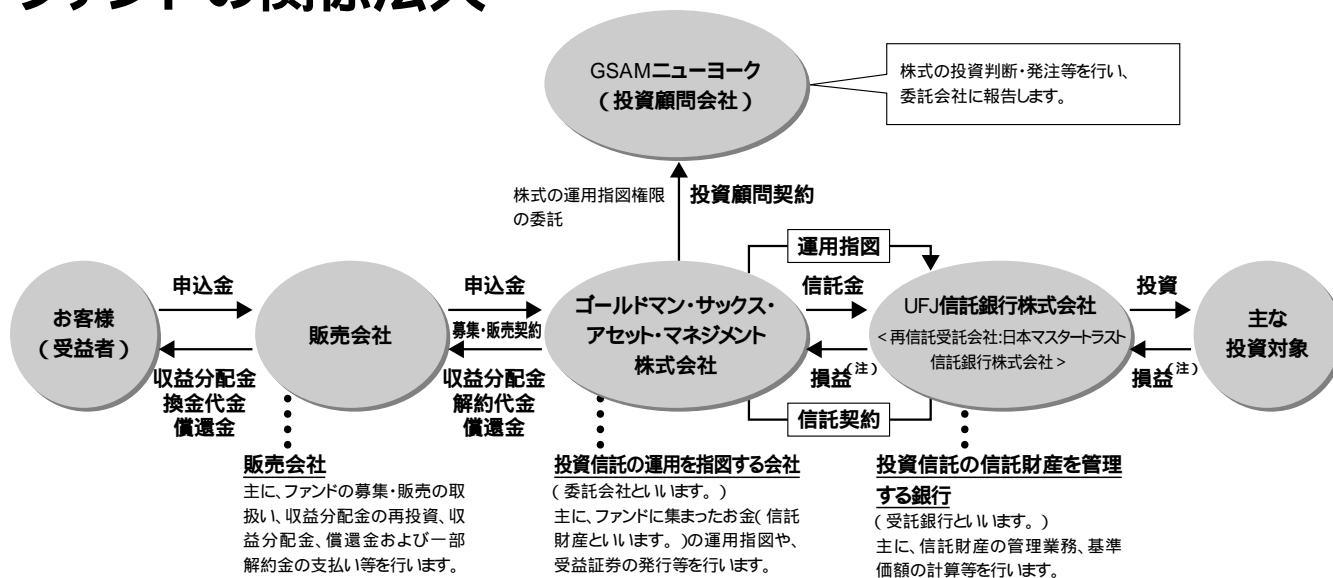 ファンドの関係法人
GSAMニューヨーク
(投資顧問会社)
株式の投資判断・発注等を行い、
委託会社に報告します。
株式の運用指図権限
の委託
投資顧問契約
運用指図
お客様
(受益者)
申込金
収益分配金
換金代金
償還金
販売会社
申込金
募集・販売契約
収益分配金
解約代金
償還金
ゴールドマン・サックス・
アセット・マネジメント
株式会社
信託金
損益(注)
信託契約
UFJ信託銀行株式会社
<再信託受託会社:日本マスタートラスト
信託銀行株式会社>
投資
損益(注)
主な
投資対象
販売会社
主に、ファンドの募集・販売の取
扱い、収益分配金の再投資、収
益分配金、償還金および一部
解約金の支払い等を行います。
投資信託の運用を指図する会社
(委託会社といいます。)
主に、ファンドに集まったお金(信託
財産といいます。)の運用指図や、
受益証券の発行等を行います。
投資信託の信託財産を管理
する銀行
(受託銀行といいます。)
主に、信託財産の管理業務、基準
価額の計算等を行います。